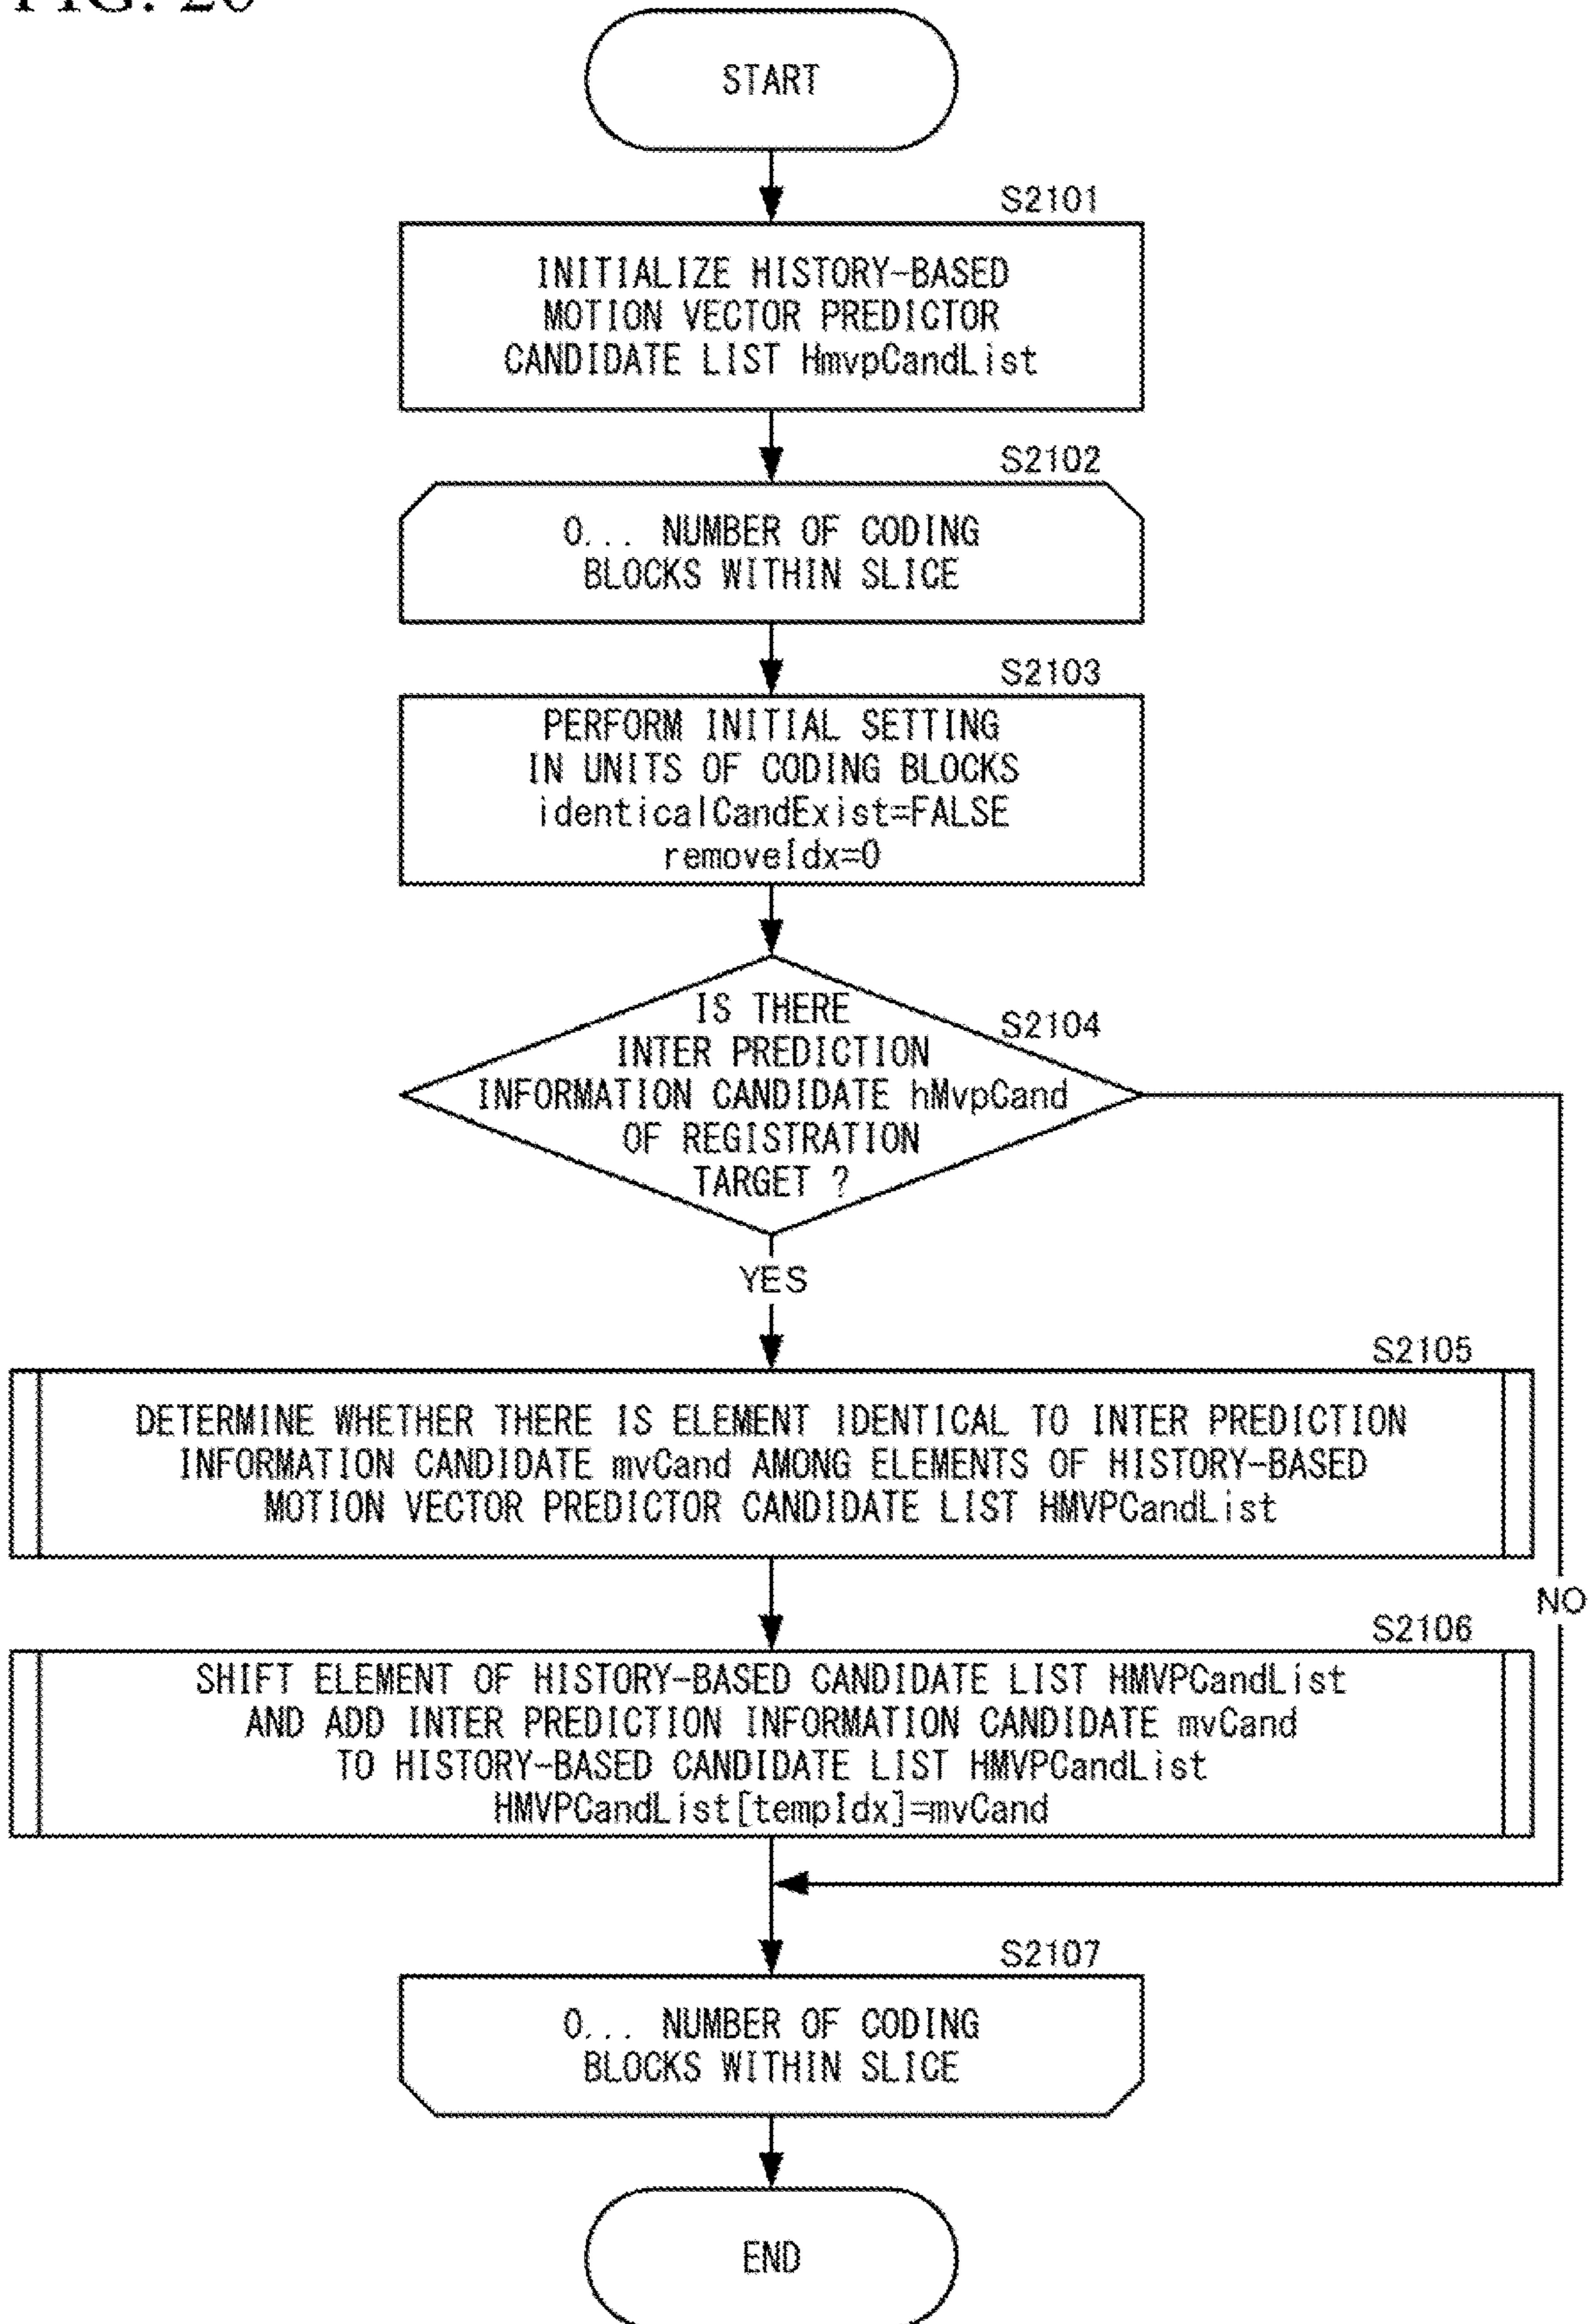 FIG. 20
START
S2101
INITIALIZE HISTORY-BASED
MOTION VECTOR PREDICTOR
CANDIDATE LIST HmvpCandList
S2102
0... NUMBER OF CODING
BLOCKS WITHIN SLICE
S2103
PERFORM INITIAL SETTING
IN UNITS OF CODING BLOCKS
identicalCandExist=FALSE
removeIdx=0
S2104
IS THERE
INTER PREDICTION
INFORMATION CANDIDATE hMvpCand
OF REGISTRATION
TARGET ?
YES
S2105
DETERMINE WHETHER THERE IS ELEMENT IDENTICAL TO INTER PREDICTION
INFORMATION CANDIDATE mvCand AMONG ELEMENTS OF HISTORY-BASED
MOTION VECTOR PREDICTOR CANDIDATE LIST HMVPCandList
NO
S2106
SHIFT ELEMENT OF HISTORY-BASED CANDIDATE LIST HMVPCandList
AND ADD INTER PREDICTION INFORMATION CANDIDATE mvCand
TO HISTORY-BASED CANDIDATE LIST HMVPCandList
HMVPCandList[tempIdx]=mvCand
S2107
0... NUMBER OF CODING
BLOCKS WITHIN SLICE
END